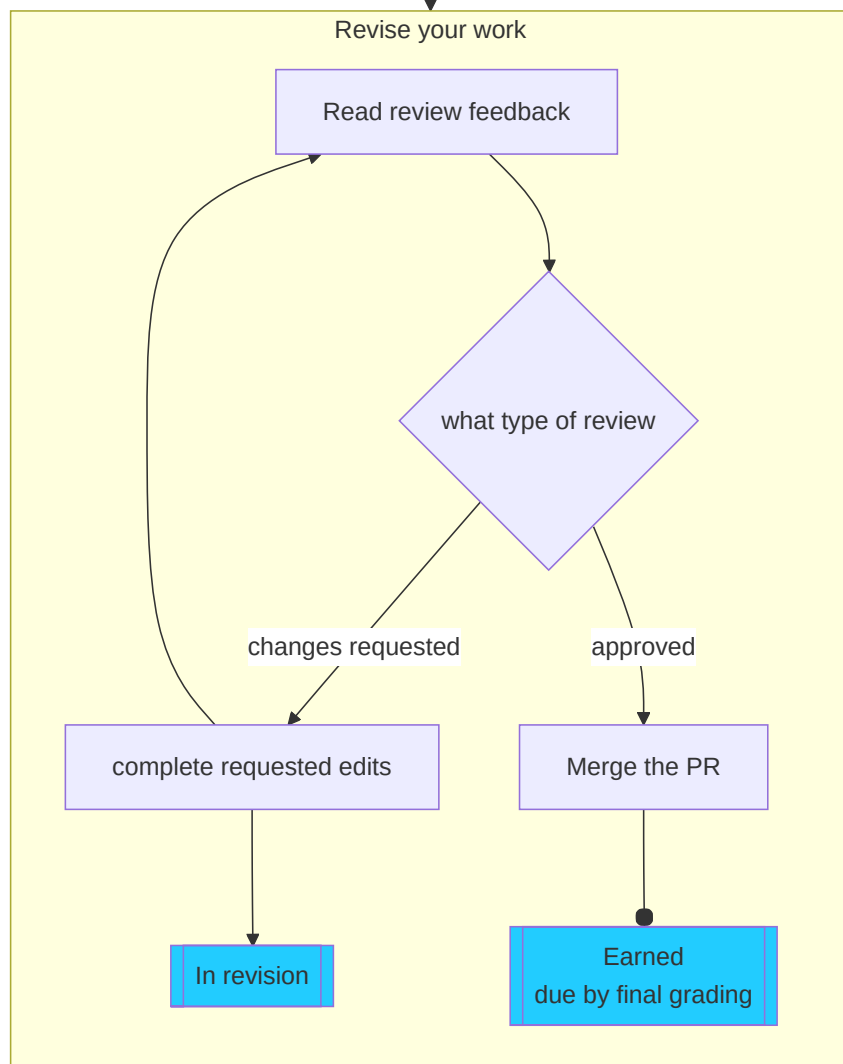 Revise your work
Read review feedback
what type of review
changes requested
approved
complete requested edits
Merge the PR
In revision
Earned
due by final grading